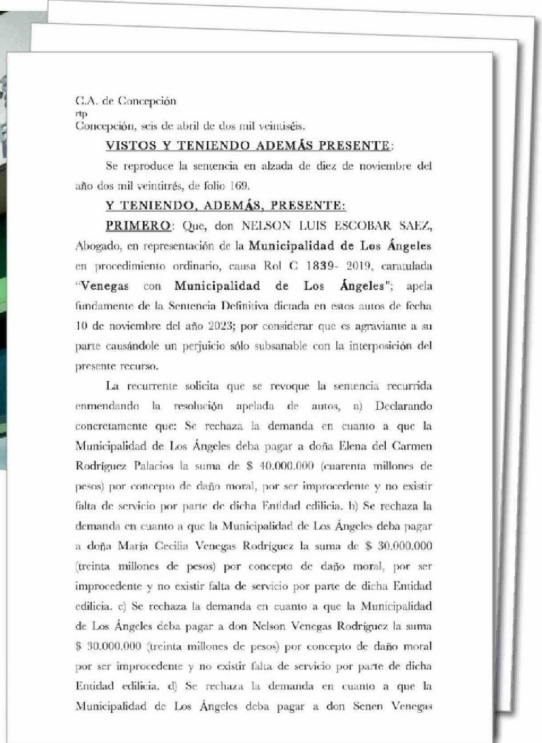 C.A. de Concepción
rtp
Concepción, seis de abril de dos mil veintiséis.
VISTOS Y TENIENDO ADEMÁS PRESENTE:
Se reproduce la sentencia en alzada de diez de noviembre del
año dos mil veintitrés, de folio 169.
Y TENIENDO, ADEMÁS, PRESENTE:
PRIMERO: Que, don NELSON LUIS ESCOBAR SAEZ,
Abogado, en representación de la Municipalidad de Los Ángeles
en procedimiento ordinario, causa Rol C 1839- 2019, caratulada
"Venegas con Municipalidad de Los Ángeles"; apela
fundamente de la Sentencia Definitiva dictada en estos autos de fecha
10 de noviembre del año 2023; por considerar que es agraviante a su
parte causándole un perjuicio sólo subsanable con la interposición del
presente recurso.
La recurrente solicita que se revoque la sentencia recurrida
enmendando la resolución apelada de autos, a) Declarando
concretamente que: Se rechaza la demanda en cuanto a que la
Municipalidad de Los Ángeles deba pagar a doña Elena del Carmen
Rodríguez Palacios la suma de $ 40.000.000 (cuarenta millones de
pesos) por concepto de daño moral, por ser improcedente y no existir
falta de servicio por parte de dicha Entidad edilicia. b) Se rechaza la
demanda en cuanto a que la Municipalidad de Los Ángeles deba pagar
a doña María Cecilia Venegas Rodríguez la suma de $ 30.000.000
(treinta millones de pesos) por concepto de daño moral, por ser
improcedente y no existir falta de servicio por parte de dicha Entidad
edilicia. c) Se rechaza la demanda en cuanto a que la Municipalidad
de Los Ángeles deba pagar a don Nelson Venegas Rodríguez la suma
$ 30.000.000 (treinta millones de pesos) por concepto de daño moral
por ser improcedente y no existir falta de servicio por parte de dicha
Entidad edilicia. d) Se rechaza la demanda en cuanto a que la
Municipalidad de Los Ángeles deba pagar a don Senen Venegas